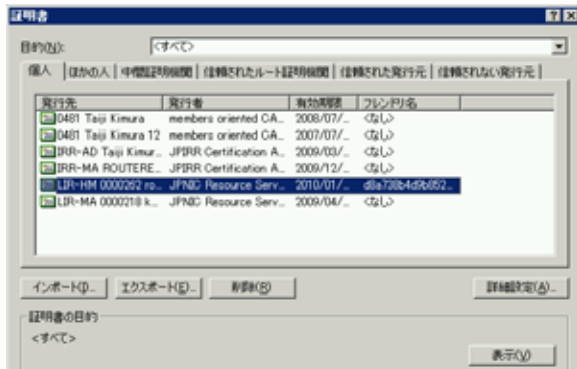 証明書
目的(N): <すべて>
個人 ほかの人 中間証明機関 信頼されたルート証明機関 信頼された発行元 信頼されない発行元
発行先 発行者 有効期限 フレンドリ名
0481 Taiji Kimura members oriented CA... 2008/07/... <なし>
0481 Taiji Kimura 12 members oriented CA... 2007/07/... <なし>
IRR-AD Taiji Kimur... JPIRR Certification A... 2009/03/... <なし>
IRR-MA ROUTERE... JPIRR Certification A... 2009/12/... <なし>
LIR-HM 0000262 ro... JPNIC Resource Serv... 2010/01/... d8a738b4d9b852...
LIR-MA 0000218 k... JPNIC Resource Serv... 2009/04/... <なし>
インポート(I)... エクスポート(E)... 削除(R) 詳細設定(A)...
証明書の目的
<すべて>
表示(V)